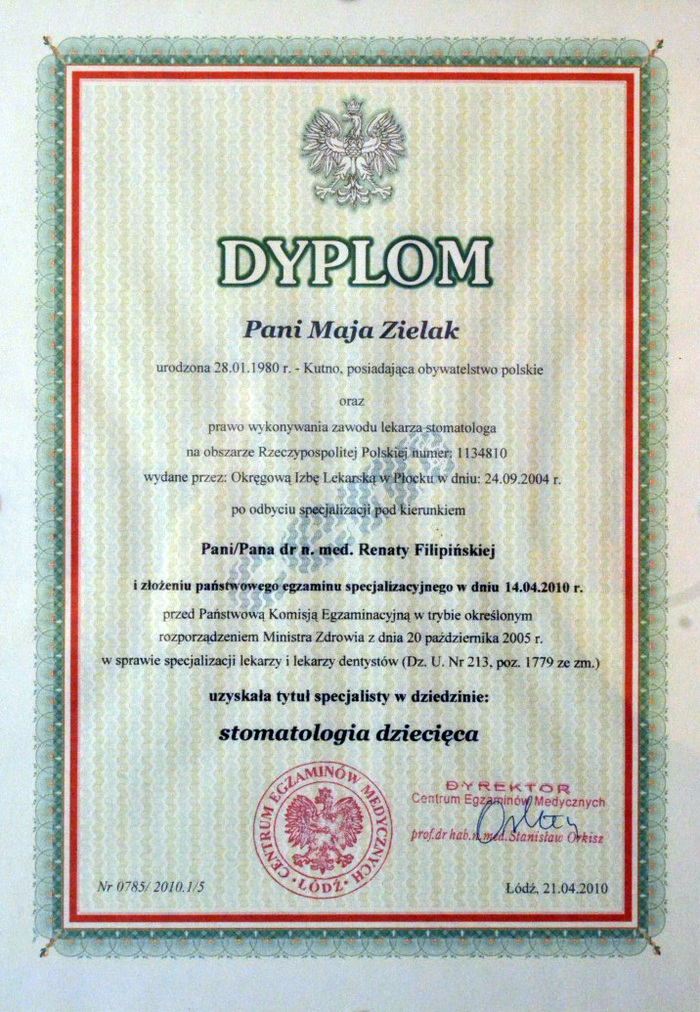 DYPLOM
Pani Maja Zielak
urodzona 28.01.1980 r. - Kutno, posiadająca obywatelstwo polskie
oraz
prawo wykonywania zawodu lekarza stomatologa
na obszarze Rzeczypospolitej Polskiej numer: 1134810
wydane przez: Okręgową Izbę Lekarską w Płocku w dniu: 24.09.2004 r.
po odbyciu specjalizacji pod kierunkiem
Pani/Pana dr n. med. Renaty Filipińskiej
i złożeniu państwowego egzaminu specjalizacyjnego w dniu 14.04.2010 r.
przed Państwową Komisją Egzaminacyjną w trybie określonym
rozporządzeniem Ministra Zdrowia z dnia 20 października 2005 r.
w sprawie specjalizacji lekarzy i lekarzy dentystów (Dz. U. Nr 213, poz. 1779 ze zm.)
uzyskała tytuł specjalisty w dziedzinie:
stomatologia dziecięca
CENTRUM EGZAMINÓW MEDYCZNYCH
• ŁÓDŹ •
DYREKTOR
Centrum Egzaminów Medycznych
prof. dr hab. n. med. Stanisław Orkisz
Nr 0785/ 2010.1/5
Łódź, 21.04.2010